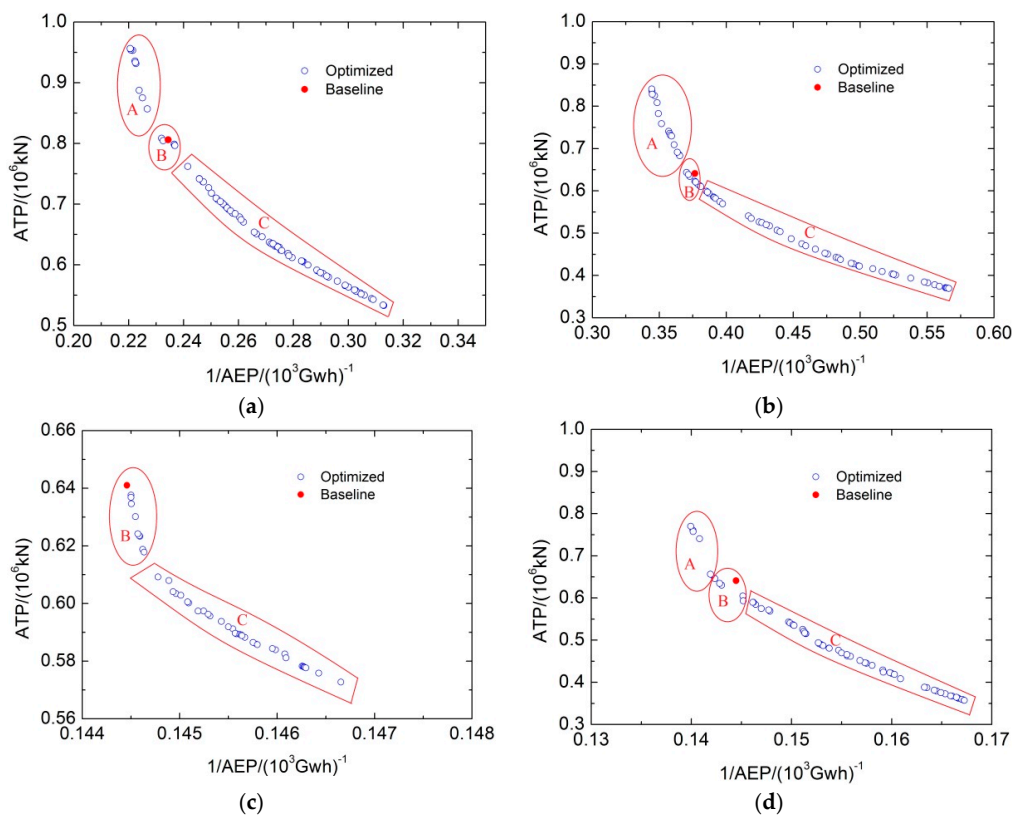 1.0
0.9
0.8
0.7
0.6
0.5
ATP/(10⁶kN)
Optimized
Baseline
A
B
C
0.20 0.22 0.24 0.26 0.28 0.30 0.32 0.34
1/AEP/(10³Gwh)⁻¹
(a)
1.0
0.9
0.8
0.7
0.6
0.5
0.4
0.3
ATP/(10⁶kN)
Optimized
Baseline
A
B
C
0.30 0.35 0.40 0.45 0.50 0.55 0.60
1/AEP/(10³Gwh)⁻¹
(b)
0.66
0.64
0.62
0.60
0.58
0.56
ATP/(10⁶kN)
Optimized
Baseline
B
C
0.144 0.145 0.146 0.147 0.148
1/AEP/(10³Gwh)⁻¹
(c)
1.0
0.9
0.8
0.7
0.6
0.5
0.4
0.3
ATP/(10⁶kN)
Optimized
Baseline
A
B
C
0.13 0.14 0.15 0.16 0.17
1/AEP/(10³Gwh)⁻¹
(d)